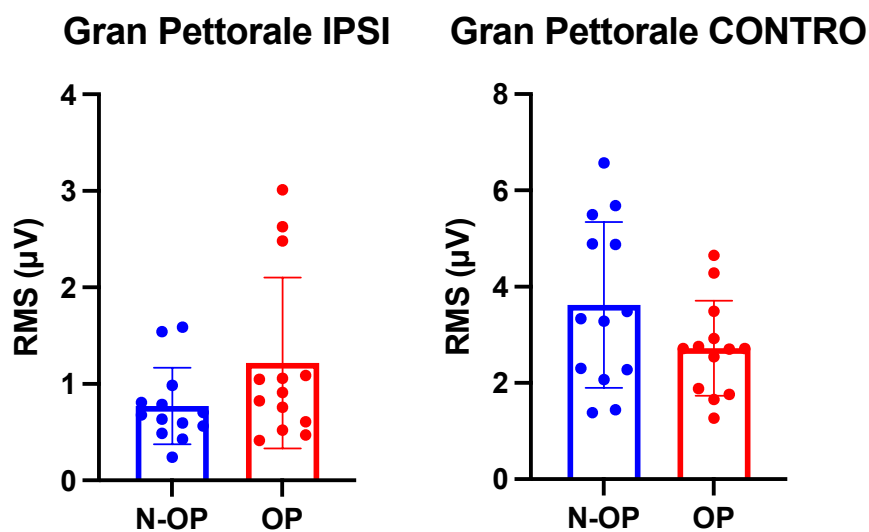 Gran Pettorale IPSI
RMS (µV)
4
3
2
1
0
N-OP OP
Gran Pettorale CONTRO
RMS (µV)
8
6
4
2
0
N-OP OP